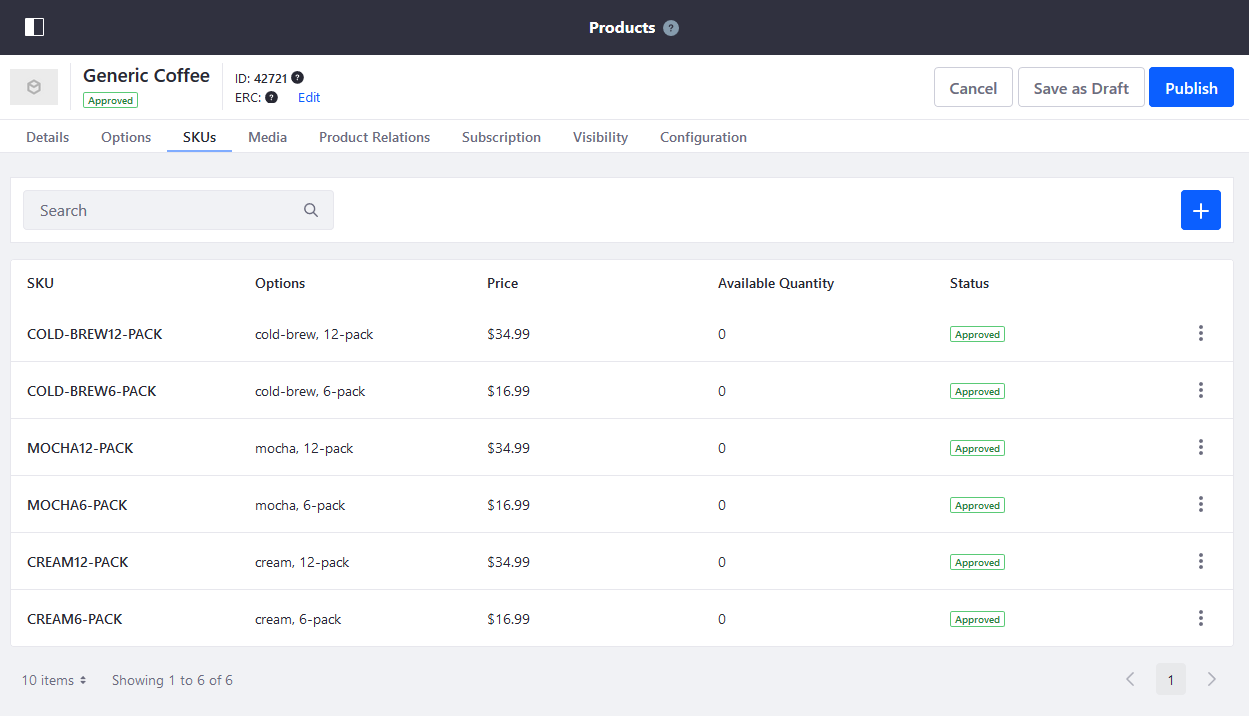 Products ?
Generic Coffee
Approved
ID: 42721 ?
ERC: ? Edit
Cancel Save as Draft Publish
Details Options SKUs Media Product Relations Subscription Visibility Configuration
Search
SKU Options Price Available Quantity Status
COLD-BREW12-PACK cold-brew, 12-pack $34.99 0 Approved
COLD-BREW6-PACK cold-brew, 6-pack $16.99 0 Approved
MOCHA12-PACK mocha, 12-pack $34.99 0 Approved
MOCHA6-PACK mocha, 6-pack $16.99 0 Approved
CREAM12-PACK cream, 12-pack $34.99 0 Approved
CREAM6-PACK cream, 6-pack $16.99 0 Approved
10 items Showing 1 to 6 of 6 1